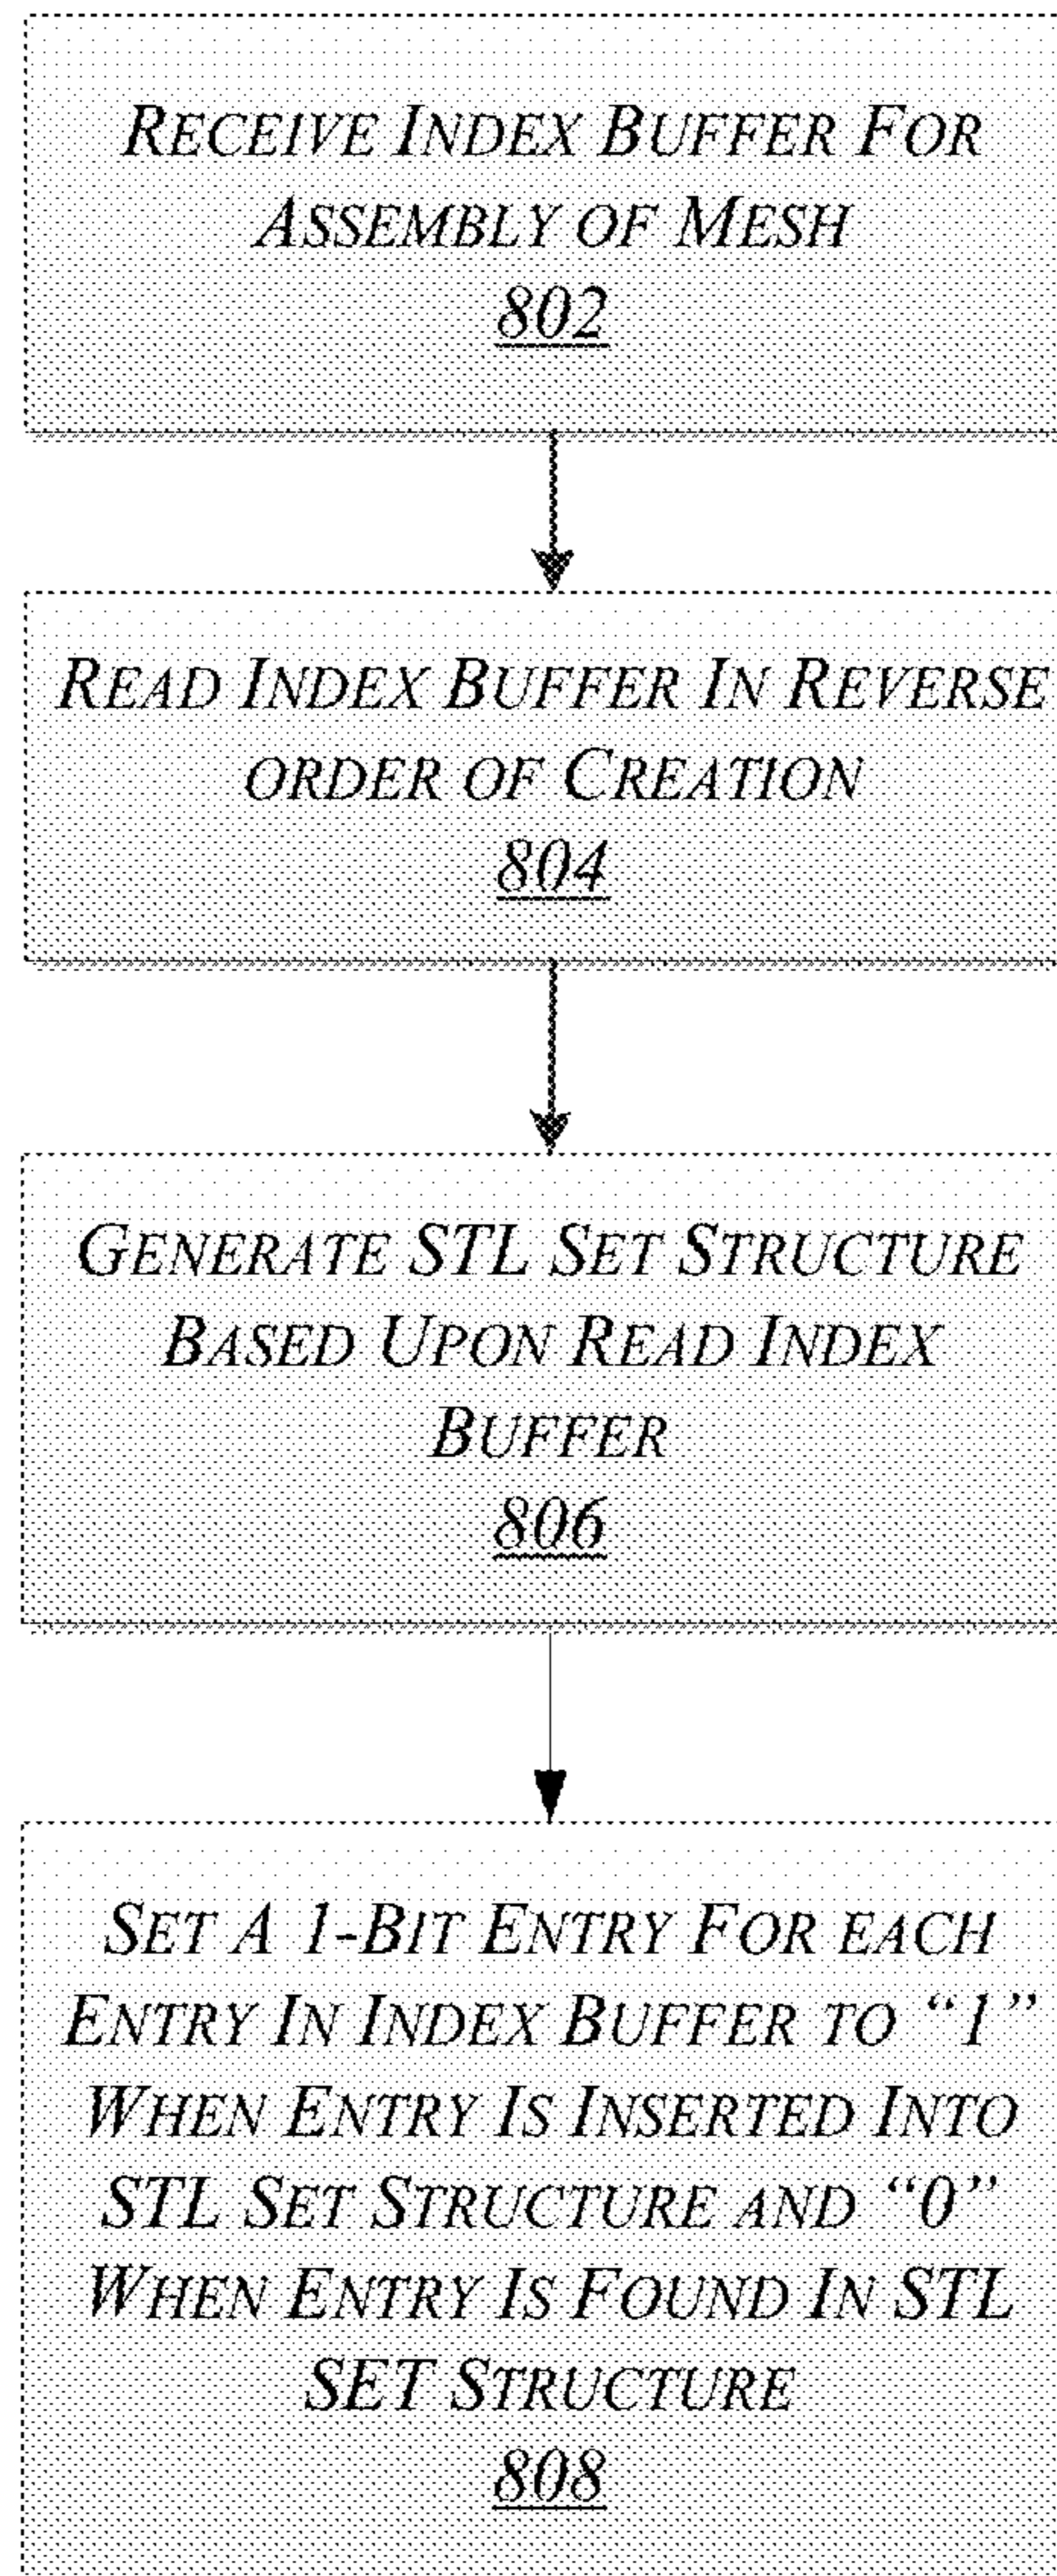 RECEIVE INDEX BUFFER FOR
ASSEMBLY OF MESH
802
READ INDEX BUFFER IN REVERSE
ORDER OF CREATION
804
GENERATE STL SET STRUCTURE
BASED UPON READ INDEX
BUFFER
806
SET A 1-BIT ENTRY FOR EACH
ENTRY IN INDEX BUFFER TO “1”
WHEN ENTRY IS INSERTED INTO
STL SET STRUCTURE AND “0”
WHEN ENTRY IS FOUND IN STL
SET STRUCTURE
808